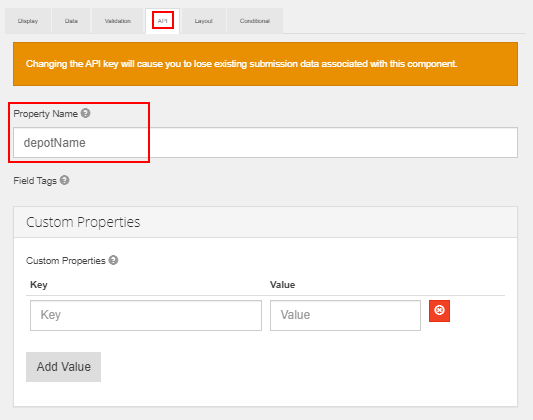 Display Data Validation API Layout Conditional
Changing the API key will cause you to lose existing submission data associated with this component.
Property Name
depotName
Field Tags
Custom Properties
Custom Properties
Key Value
Key Value
Add Value